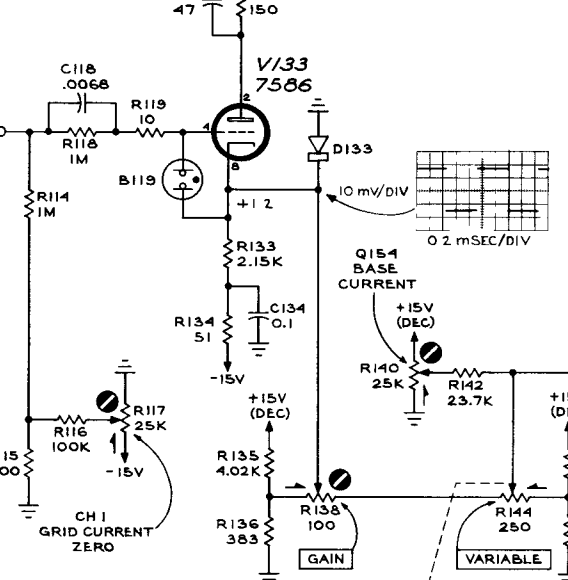 47
150
V133
7586
2
4
8
C118
.0068
R119
10
R118
1M
B119
D133
+1 2
10 mV/DIV
0 2 mSEC/DIV
R114
1M
R133
2.15K
C134
0.1
R134
51
-15V
Q154
BASE
CURRENT
+15V
(DEC)
R140
25K
R142
23.7K
R117
25K
R116
100K
-15V
15
00
CH 1
GRID CURRENT
ZERO
+15V
(DEC)
R135
4.02K
R136
383
R138
100
GAIN
R144
250
VARIABLE